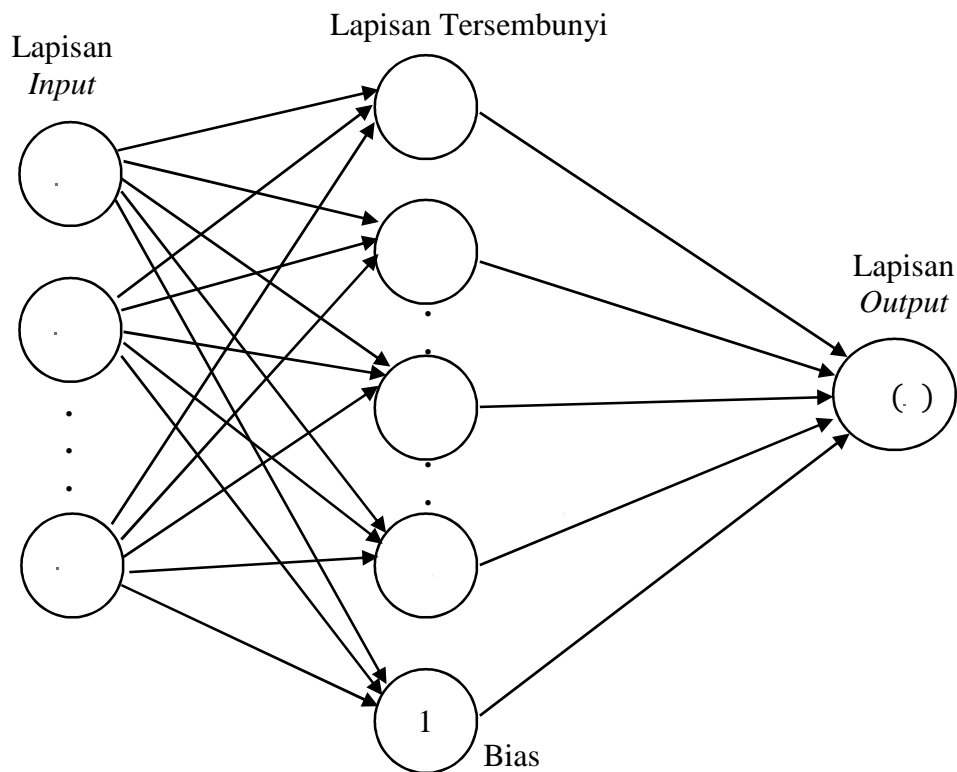 Lapisan Tersembunyi
Lapisan
Input
Lapisan
Output
( )
1
Bias